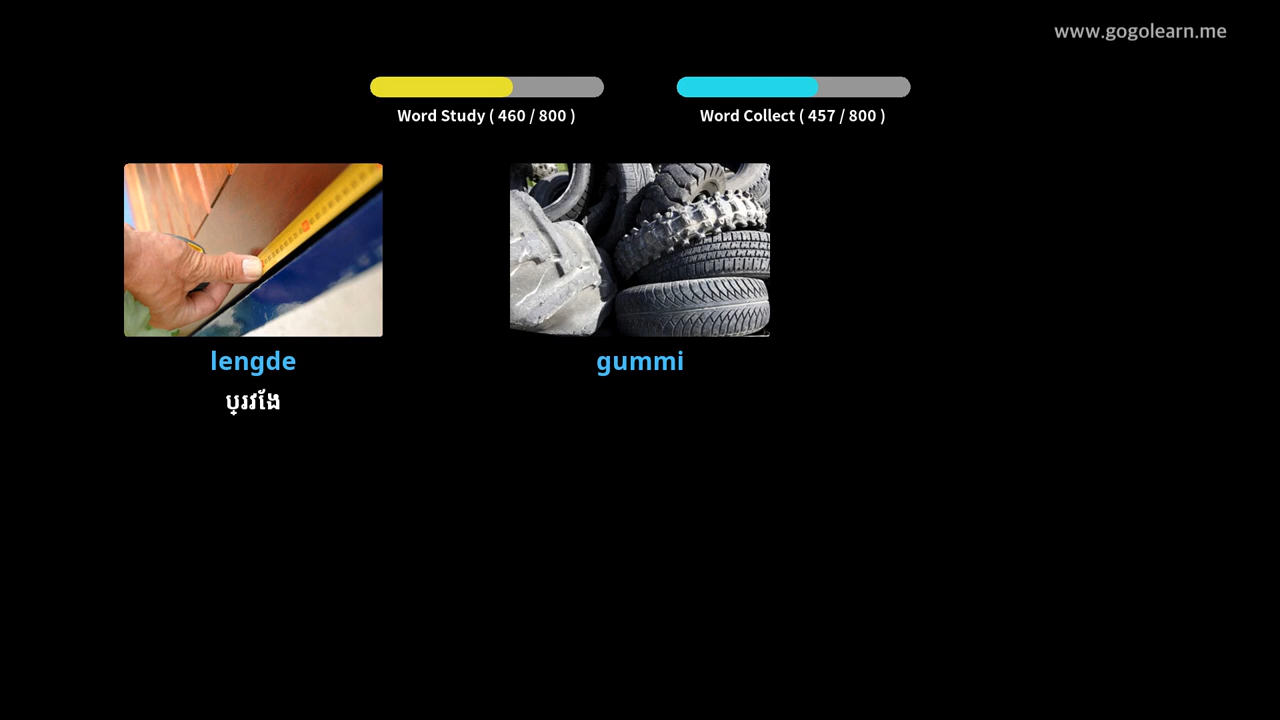 www.gogolearn.me
Word Study ( 460 / 800 )
Word Collect ( 457 / 800 )
lengde
gummi
ប្រវែង